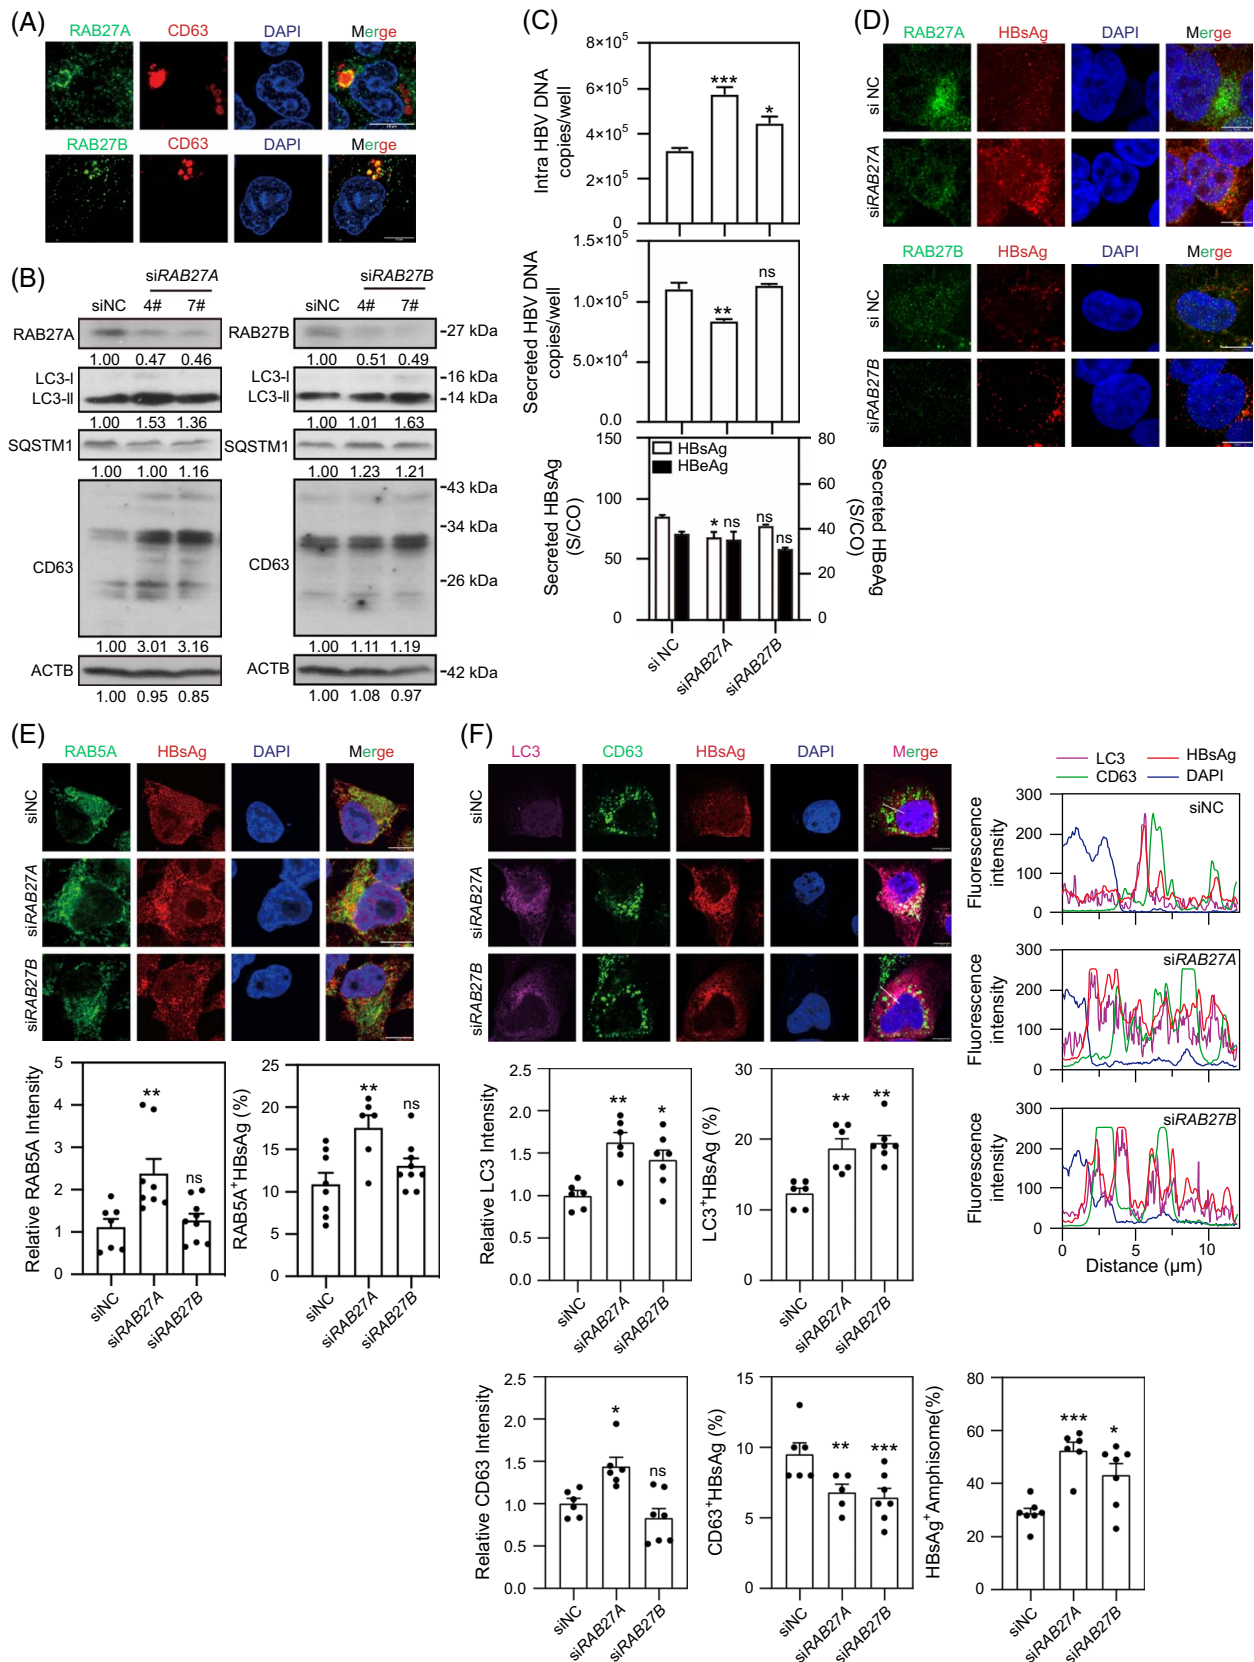 (A)
RAB27A CD63 DAPI Merge
RAB27B CD63 DAPI Merge
(B)
siRAB27A
siNC 4# 7#
RAB27A
1.00 0.47 0.46
LC3-I
LC3-II
1.00 1.53 1.36
SQSTM1
1.00 1.00 1.16
CD63
1.00 3.01 3.16
ACTB
1.00 0.95 0.85
siRAB27B
siNC 4# 7#
RAB27B -27 kDa
1.00 0.51 0.49
LC3-I -16 kDa
LC3-II -14 kDa
1.00 1.01 1.63
SQSTM1
1.00 1.23 1.21
-43 kDa
-34 kDa
CD63
-26 kDa
1.00 1.11 1.19
ACTB -42 kDa
1.00 1.08 0.97
(C)
Intra HBV DNA
copies/well
8×10⁵
6×10⁵
4×10⁵
2×10⁵
0
*** *
Secreted HBV DNA
copies/well
1.5×10⁵
1.0×10⁵
5.0×10⁴
0.0
** ns
Secreted HBsAg
(S/CO)
150
100
50
0
HBsAg
HBeAg
* ns ns ns
80
60
40
20
0
Secreted HBeAg
(S/CO)
si NC siRAB27A siRAB27B
(D)
RAB27A HBsAg DAPI Merge
si NC
siRAB27A
RAB27B HBsAg DAPI Merge
si NC
siRAB27B
(E)
RAB5A HBsAg DAPI Merge
siNC
siRAB27A
siRAB27B
Relative RAB5A Intensity
5
4
3
2
1
0
** ns
siNC siRAB27A siRAB27B
RAB5A⁺HBsAg (%)
25
20
15
10
5
0
** ns
siNC siRAB27A siRAB27B
(F)
LC3 CD63 HBsAg DAPI Merge
siNC
siRAB27A
siRAB27B
LC3 HBsAg
CD63 DAPI
Fluorescence
intensity
300
200
100
0
siNC
Fluorescence
intensity
300
200
100
0
siRAB27A
Fluorescence
intensity
300
200
100
0
siRAB27B
0 5 10
Distance (μm)
Relative LC3 Intensity
2.5
2.0
1.5
1.0
0.5
0.0
** *
siNC siRAB27A siRAB27B
LC3⁺HBsAg (%)
30
20
10
0
** **
siNC siRAB27A siRAB27B
Relative CD63 Intensity
2.5
2.0
1.5
1.0
0.5
0.0
* ns
siNC siRAB27A siRAB27B
CD63⁺HBsAg (%)
15
10
5
0
** ***
siNC siRAB27A siRAB27B
HBsAg⁺Amphisome(%)
80
60
40
20
0
*** *
siNC siRAB27A siRAB27B